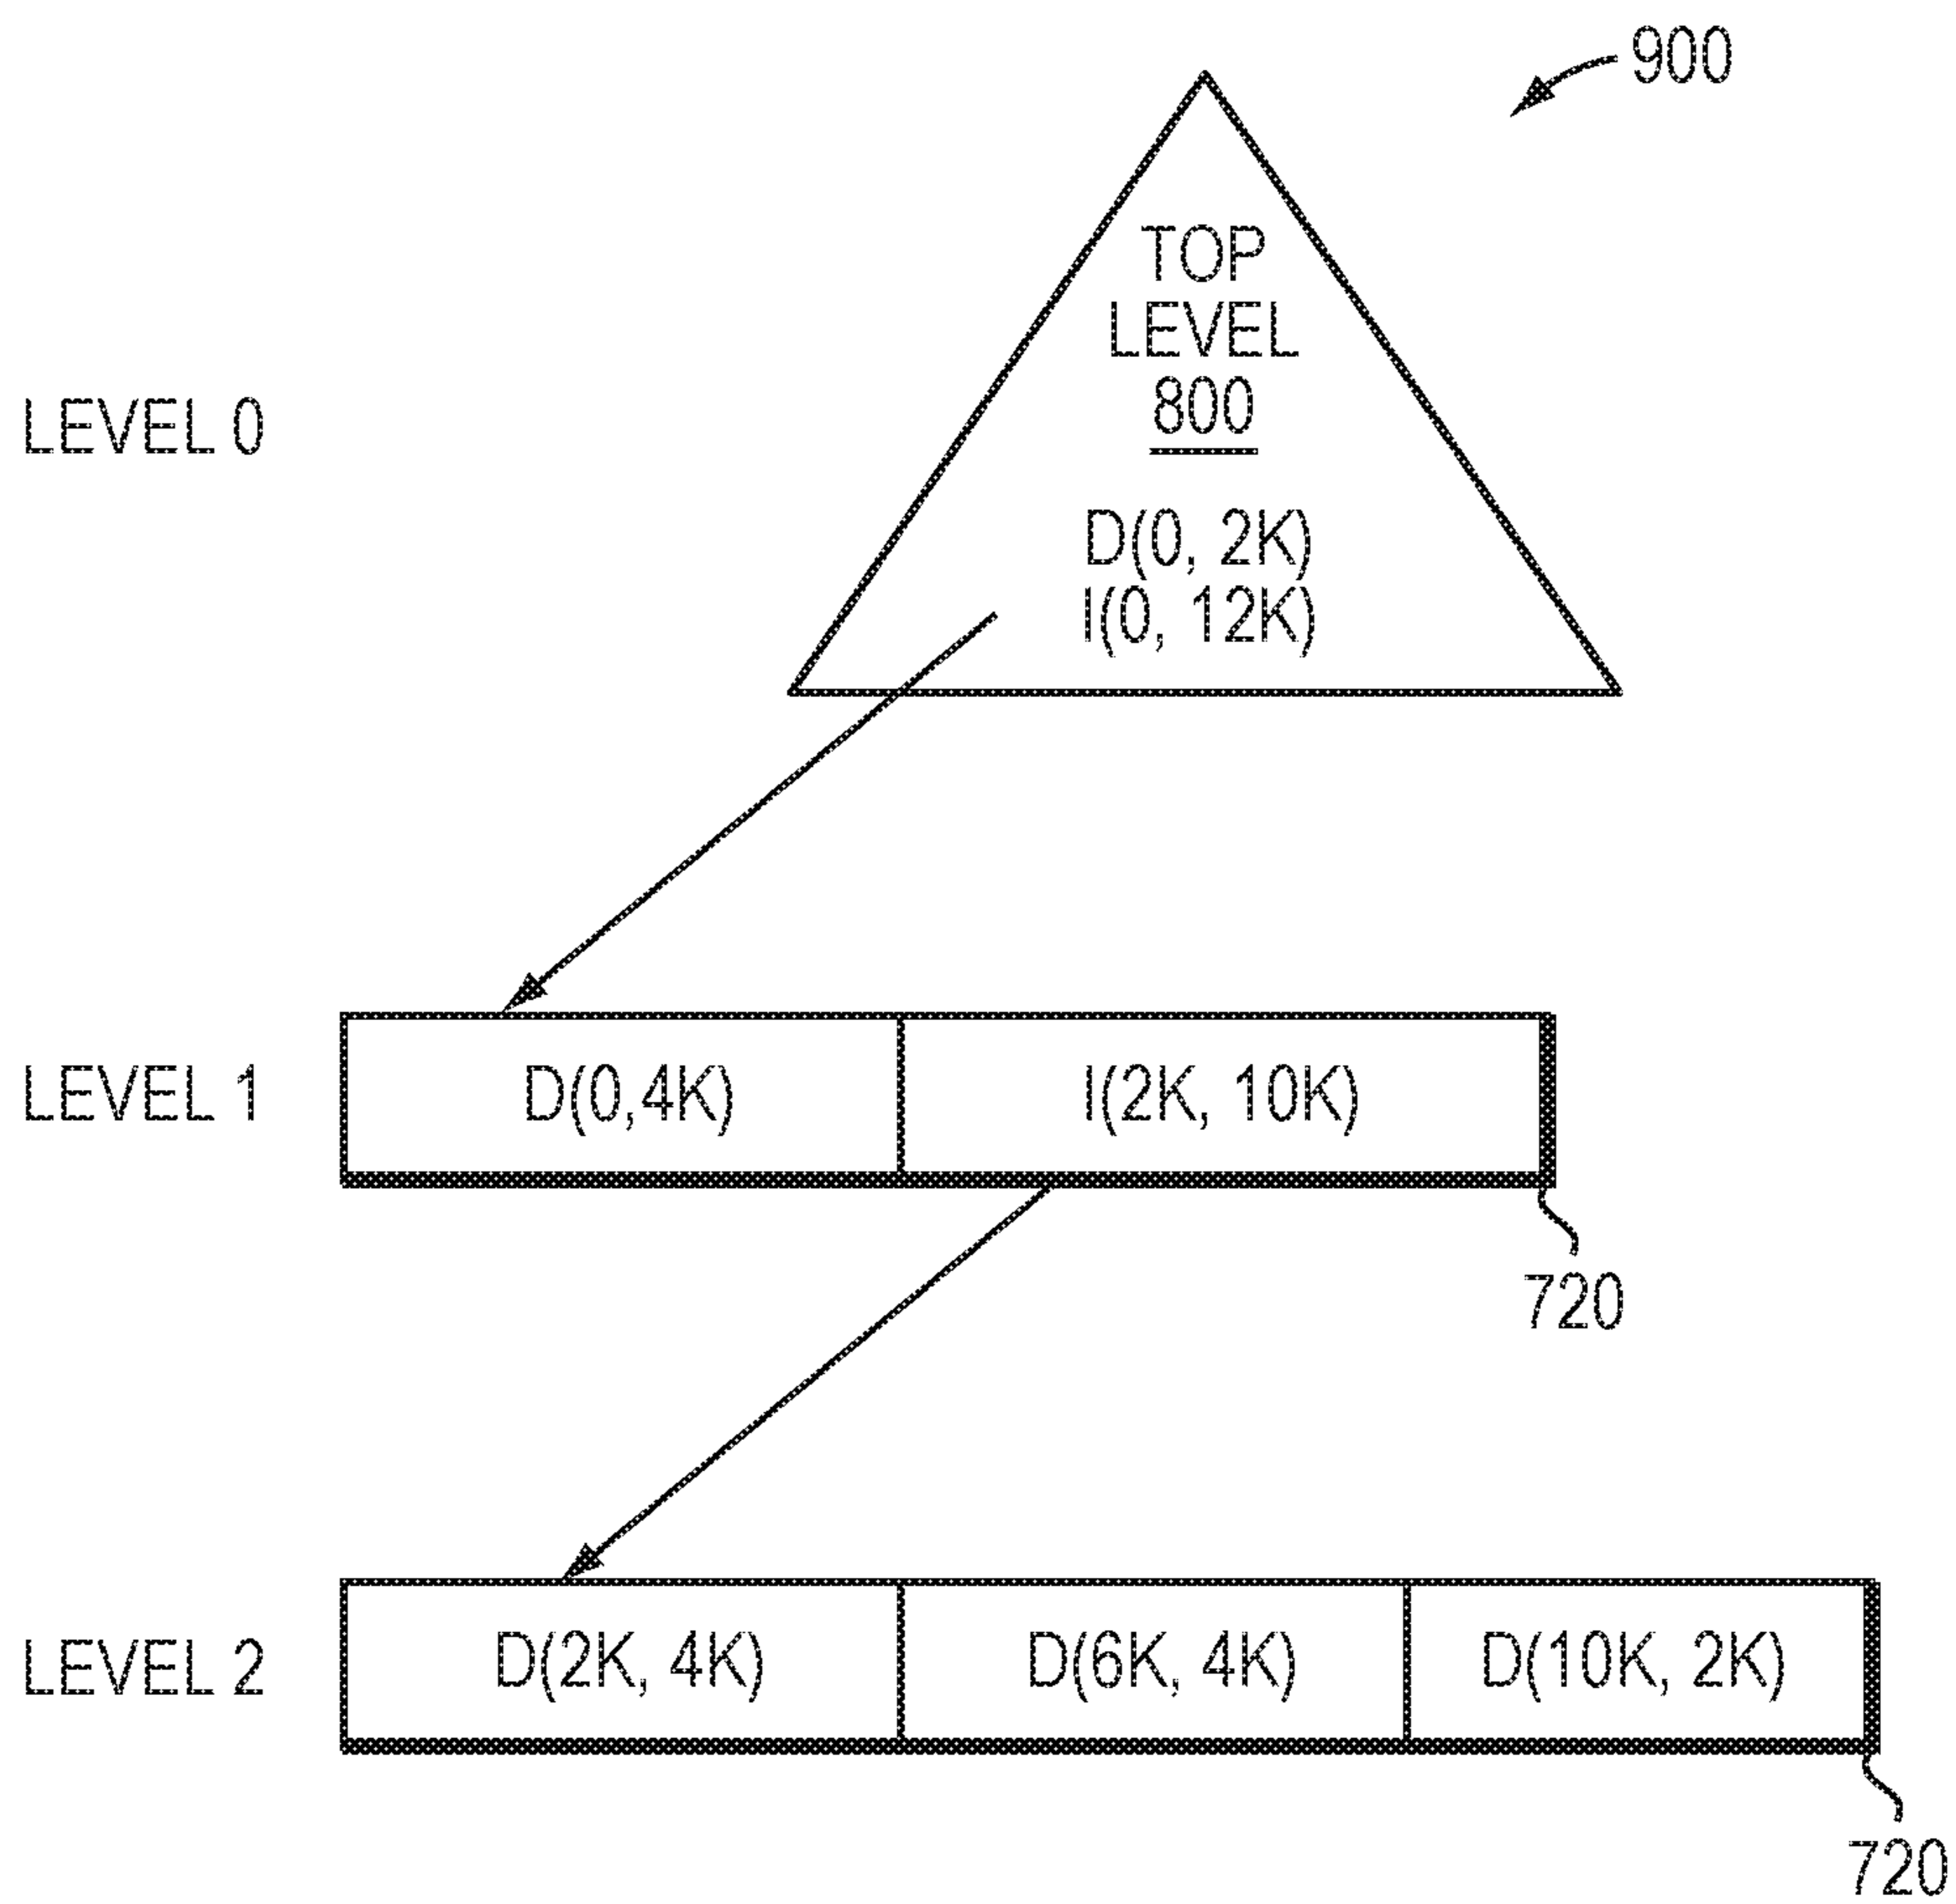 900
TOP
LEVEL
800
LEVEL 0
D(0, 2K)
I(0, 12K)
LEVEL 1
D(0,4K)
I(2K, 10K)
720
LEVEL 2
D(2K, 4K)
D(6K, 4K)
D(10K, 2K)
720